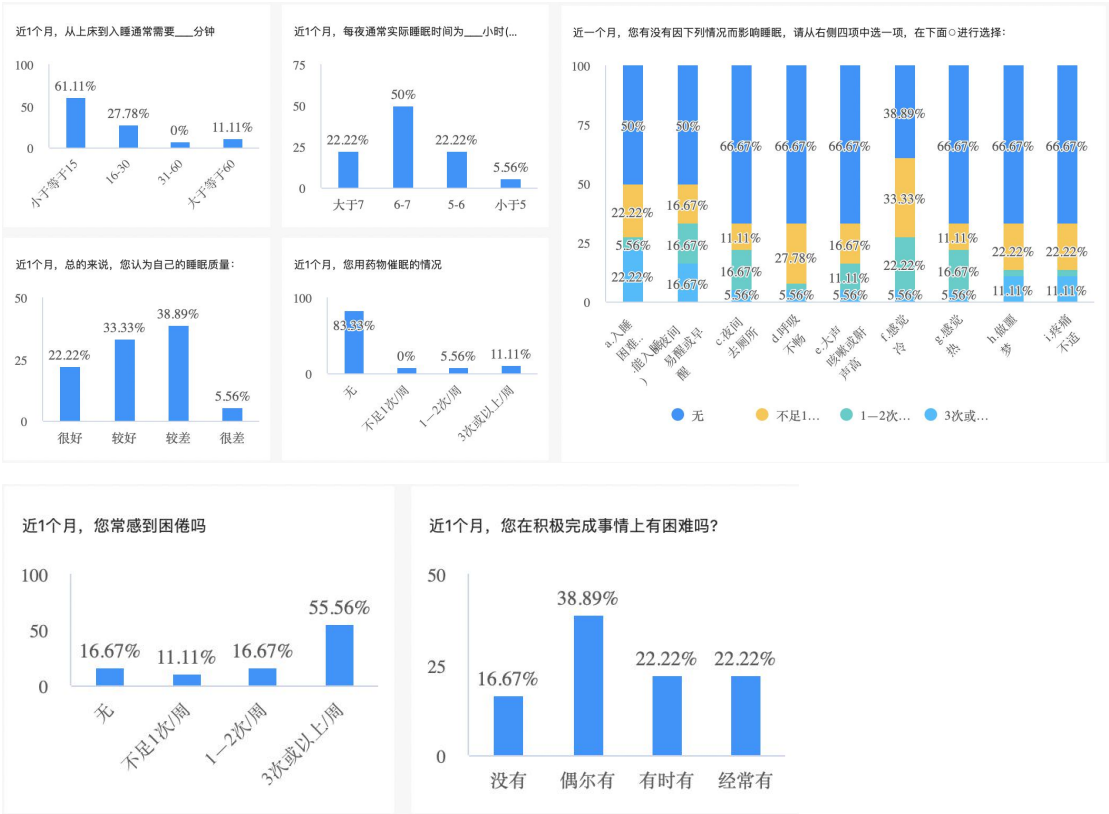 近1个月，从上床到入睡通常需要___分钟
100
50
0
61.11%
27.78%
0%
11.11%
小于等于15
16-30
31-60
大于等于60
近1个月，每夜通常实际睡眠时间为___小时(...
75
50
25
0
22.22%
50%
22.22%
5.56%
大于7
6-7
5-6
小于5
近一个月，您有没有因下列情况而影响睡眠，请从右侧四项中选一项，在下面○进行选择：
100
75
50
25
0
50%
22.22%
5.56%
22.22%
50%
16.67%
16.67%
16.67%
66.67%
11.11%
16.67%
5.56%
66.67%
27.78%
5.56%
66.67%
16.67%
11.11%
5.56%
38.89%
33.33%
22.22%
5.56%
66.67%
11.11%
16.67%
5.56%
66.67%
22.22%
11.11%
66.67%
22.22%
11.11%
a.入睡
困难...
.能入睡
)
夜间
易醒或早
醒
c.夜间
去厕所
d.呼吸
不畅
e.大声
咳嗽或鼾
声高
f.感觉
冷
g.感觉
热
h.做噩
梦
i.疼痛
不适
无
不足1...
1—2次...
3次或...
近1个月，总的来说，您认为自己的睡眠质量：
50
25
0
22.22%
33.33%
38.89%
5.56%
很好
较好
较差
很差
近1个月，您用药物催眠的情况
100
0
83.33%
0%
5.56%
11.11%
无
不足1次/周
1—2次/周
3次或以上/周
近1个月，您常感到困倦吗
100
50
0
16.67%
11.11%
16.67%
55.56%
无
不足1次/周
1—2次/周
3次或以上/周
近1个月，您在积极完成事情上有困难吗?
50
25
0
16.67%
38.89%
22.22%
22.22%
没有
偶尔有
有时有
经常有